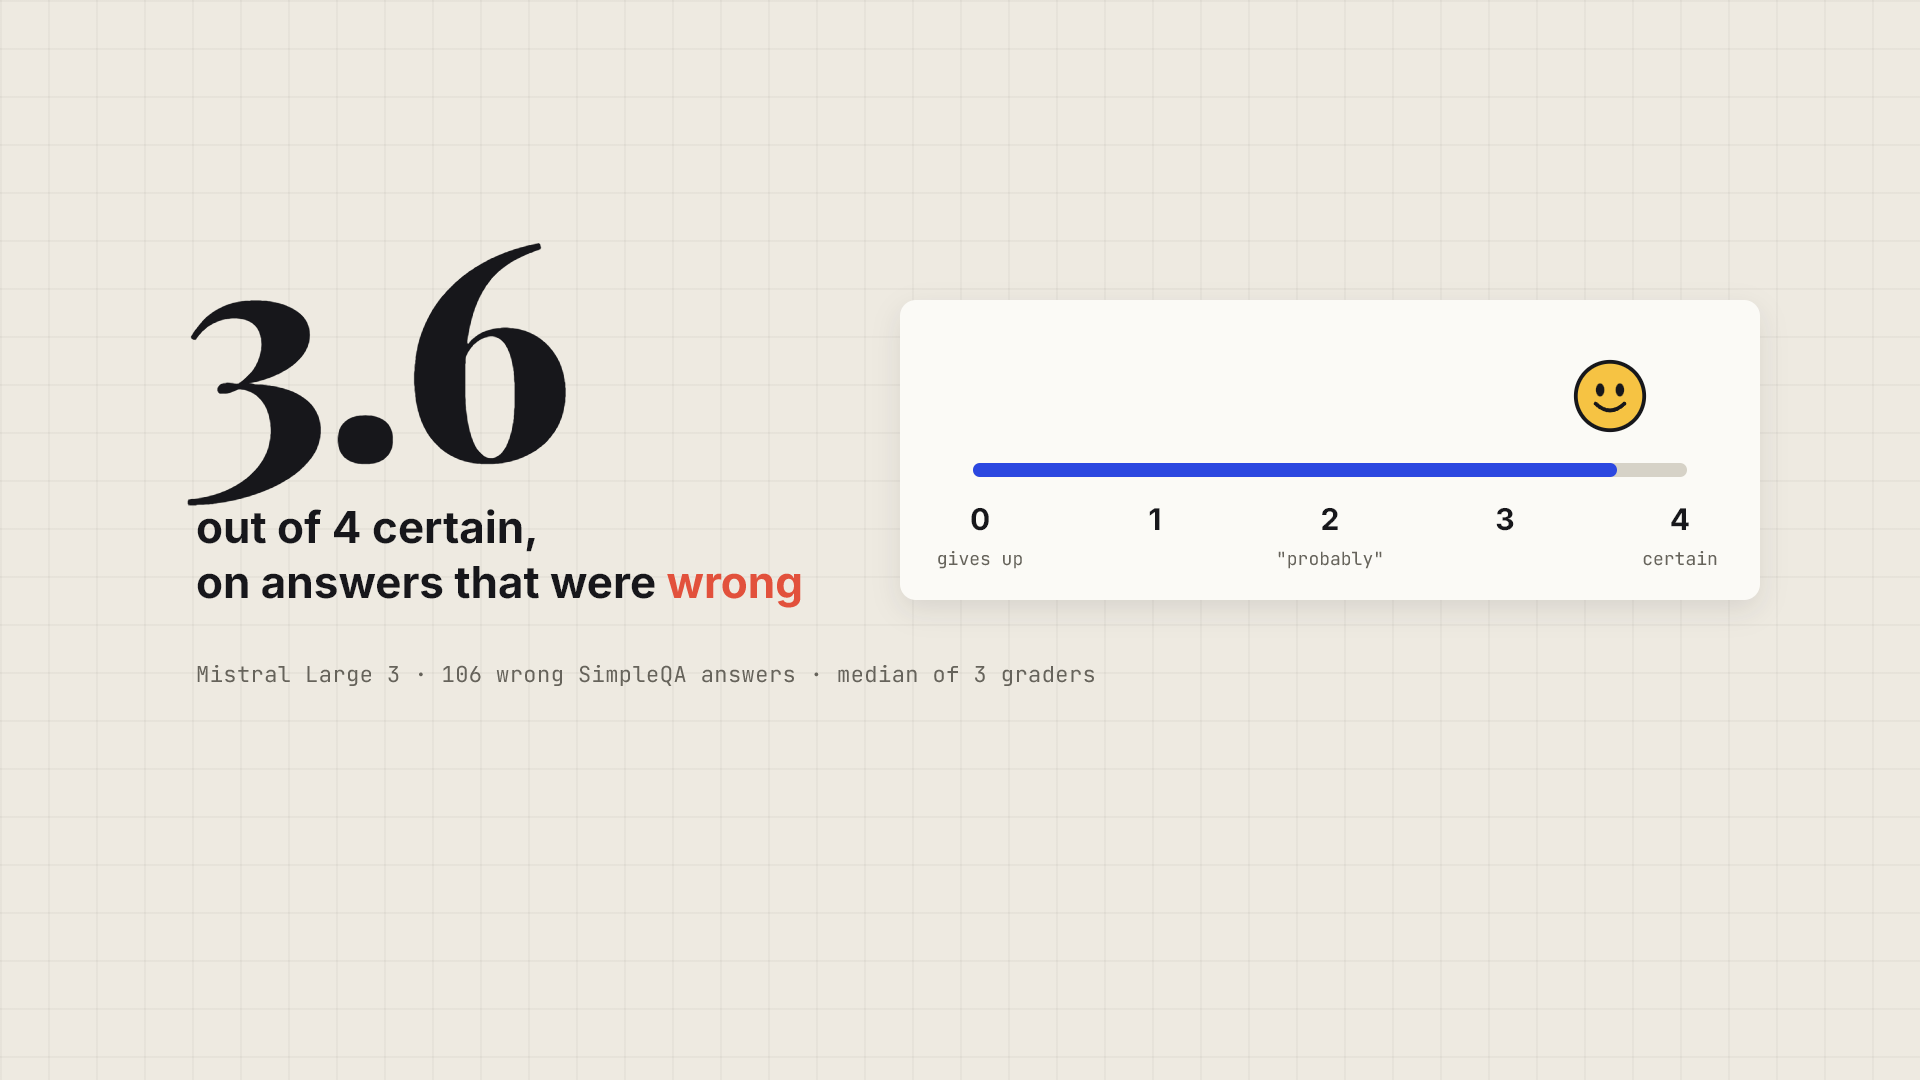 3.6
out of 4 certain,
on answers that were wrong
0 1 2 3 4
gives up "probably" certain
Mistral Large 3 · 106 wrong SimpleQA answers · median of 3 graders